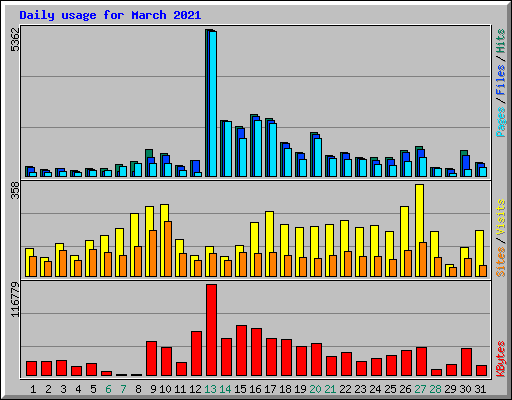 Daily usage for March 2021
5362
Pages / Files / Hits
358
Sites / Visits
116779
KBytes
1 2 3 4 5 6 7 8 9 10 11 12 13 14 15 16 17 18 19 20 21 22 23 24 25 26 27 28 29 30 31